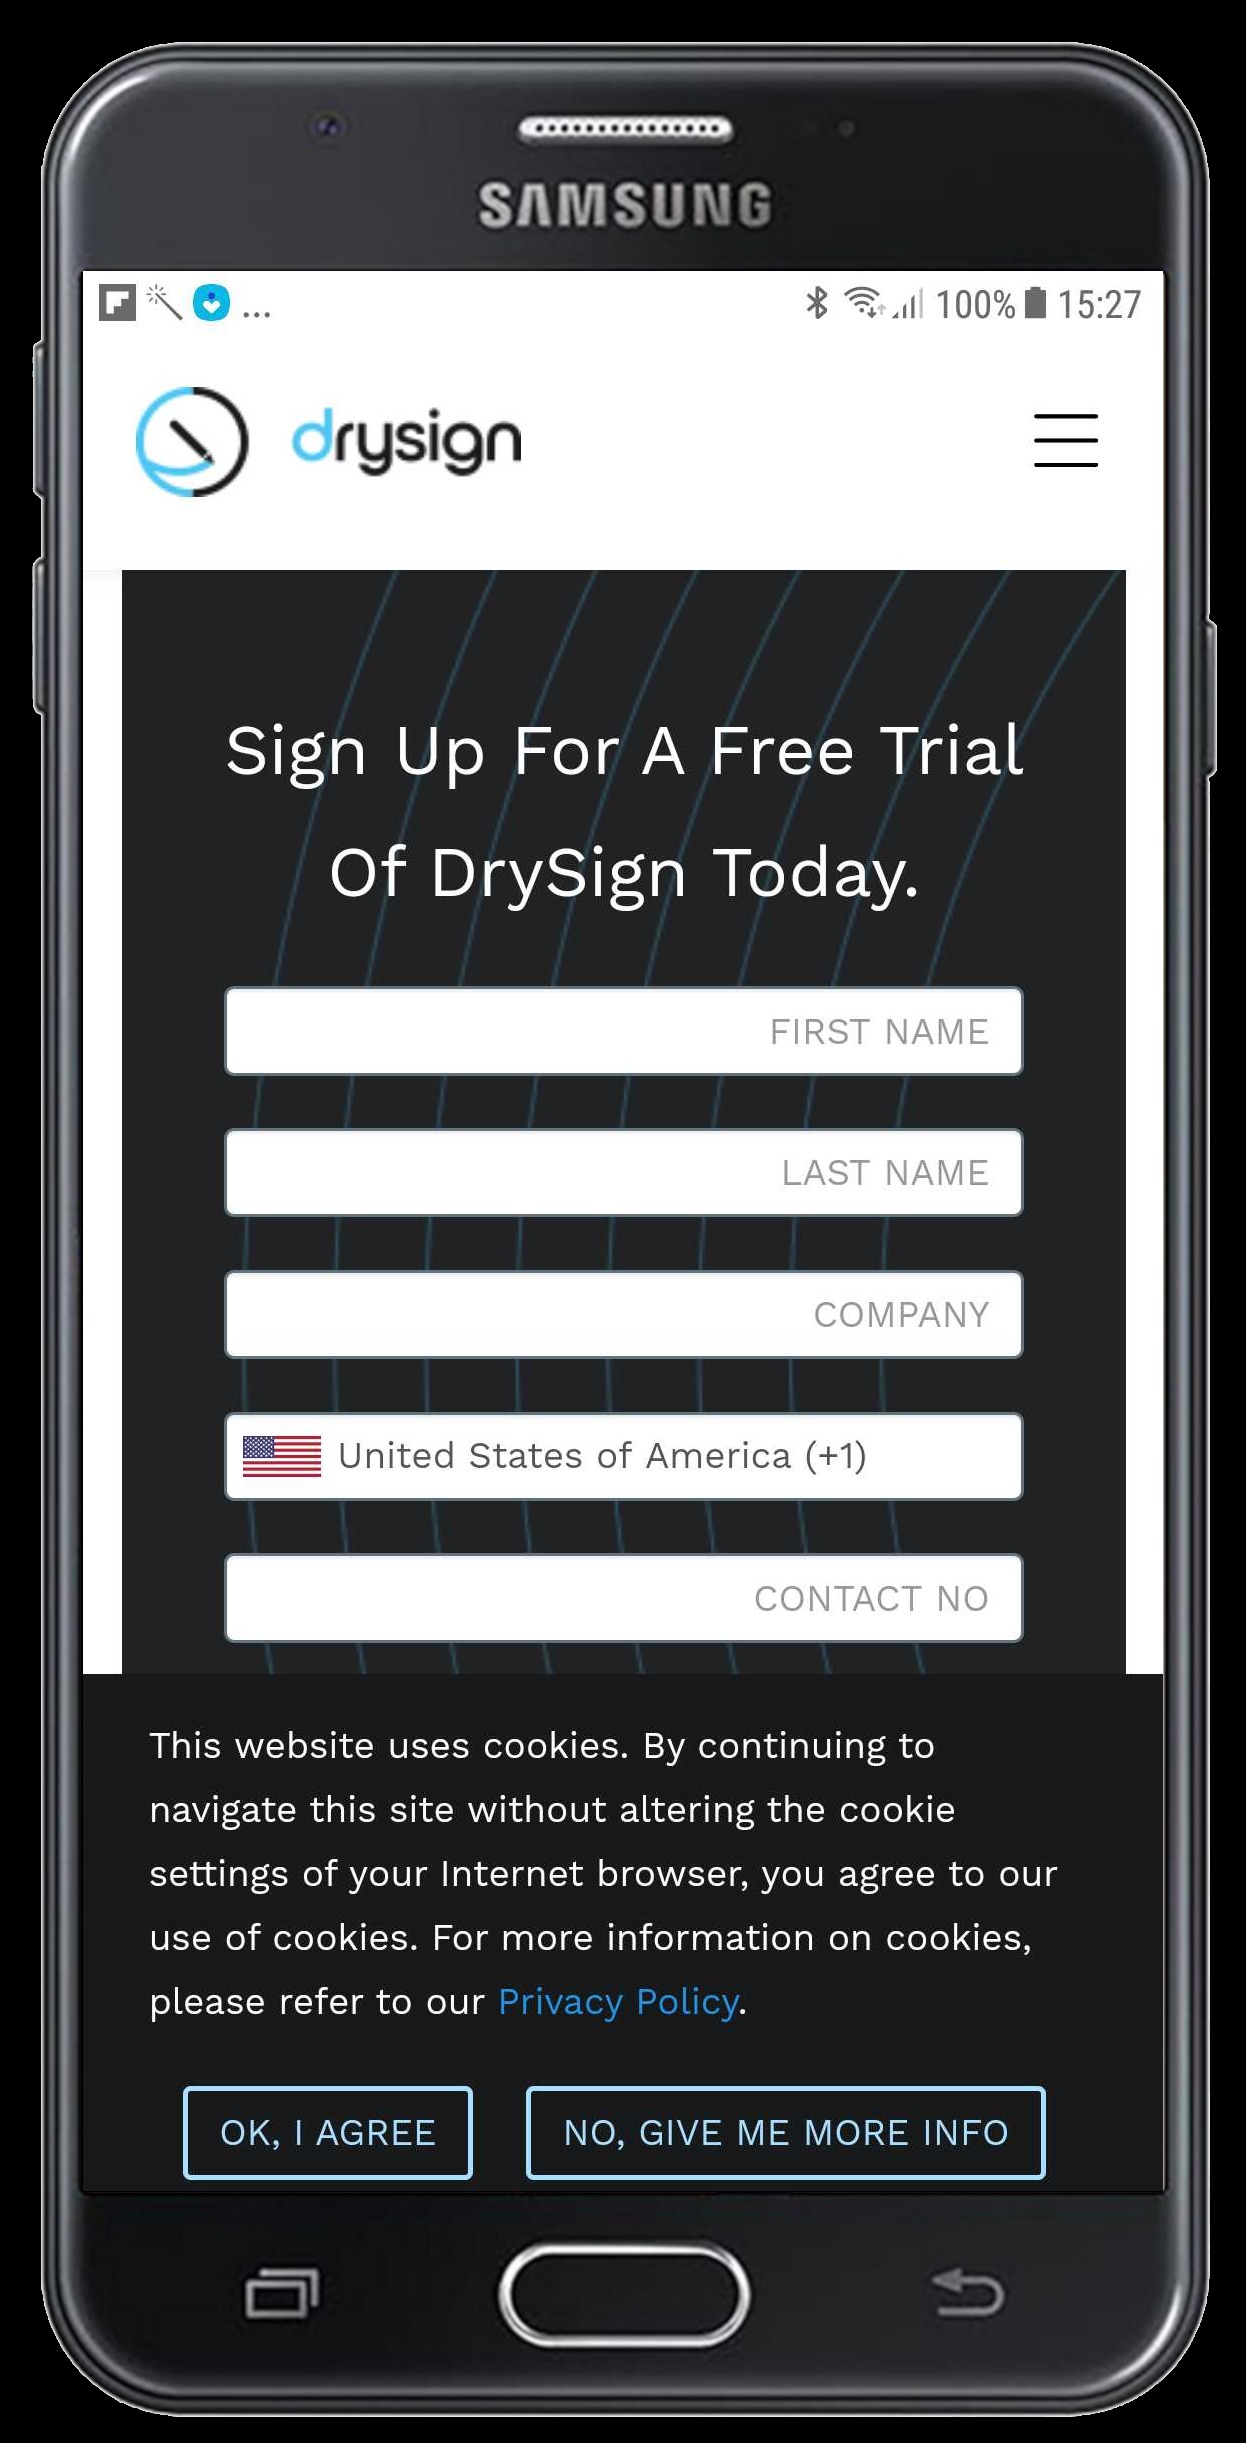 SAMSUNG
... 100% 15:27
drysign
Sign Up For A Free Trial
Of DrySign Today.
FIRST NAME
LAST NAME
COMPANY
United States of America (+1)
CONTACT NO
This website uses cookies. By continuing to
navigate this site without altering the cookie
settings of your Internet browser, you agree to our
use of cookies. For more information on cookies,
please refer to our Privacy Policy.
OK, I AGREE
NO, GIVE ME MORE INFO